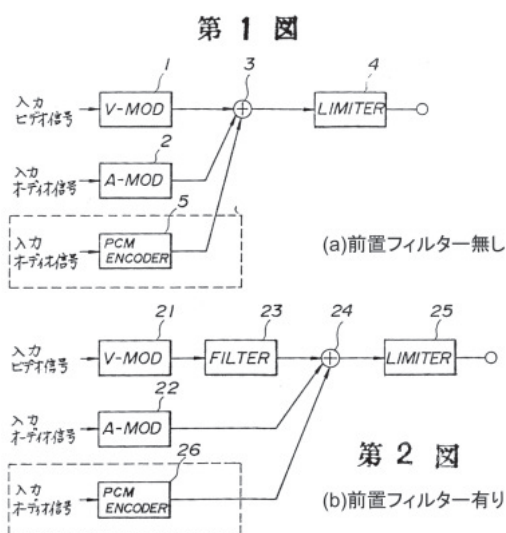 第1図
1
3
4
入力
ビデオ信号
V-MOD
LIMITER
2
入力
オーディオ信号
A-MOD
5
入力
オーディオ信号
PCM
ENCODER
(a)前置フィルター無し
21
23
24
25
入力
ビデオ信号
V-MOD
FILTER
LIMITER
22
入力
オーディオ信号
A-MOD
26
第2図
入力
オーディオ信号
PCM
ENCODER
(b)前置フィルター有り